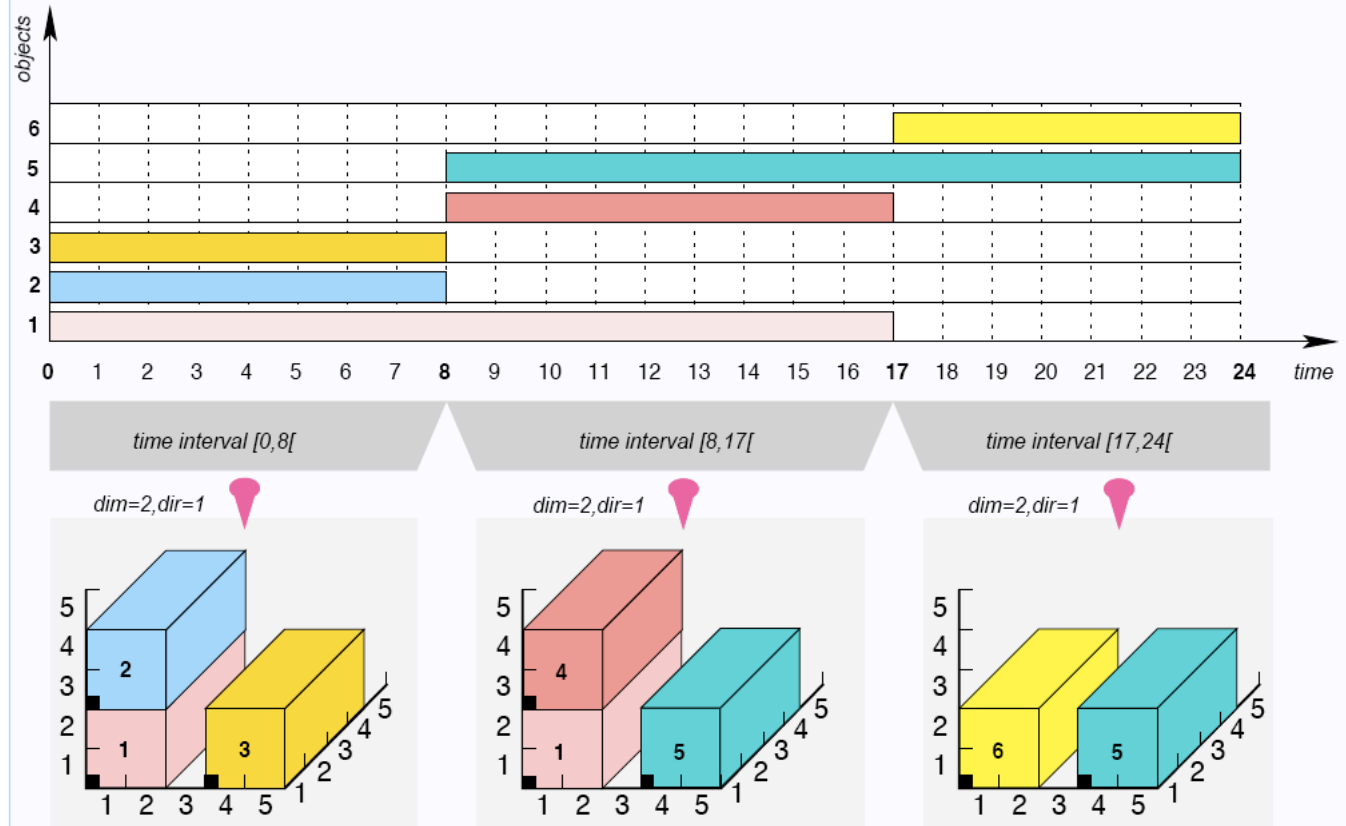 objects
6
5
4
3
2
1
0 1 2 3 4 5 6 7 8 9 10 11 12 13 14 15 16 17 18 19 20 21 22 23 24 time
time interval [0,8[ time interval [8,17[ time interval [17,24[
dim=2,dir=1 dim=2,dir=1 dim=2,dir=1
5 5 5
4 2 4 4 4
3 5 3 5 3 5
2 1 3 4 2 1 5 4 2 6 5 4
1 3 1 3 1 3
2 2 2
1 1 1
1 2 3 4 5 1 2 3 4 5 1 2 3 4 5